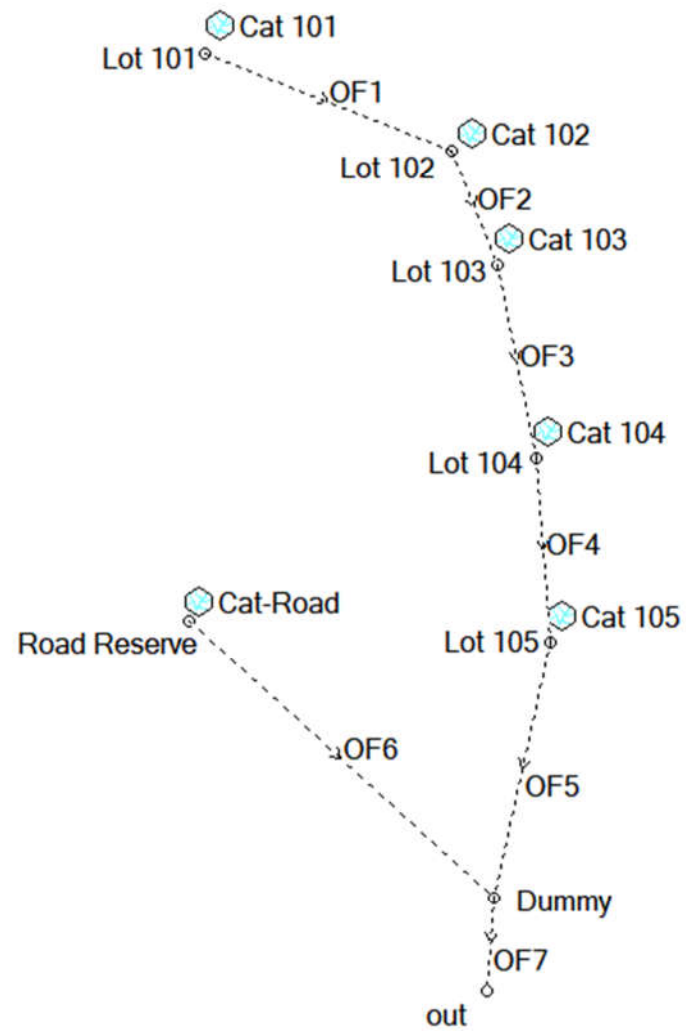 Cat 101
Lot 101
OF1
Cat 102
Lot 102
OF2
Cat 103
Lot 103
OF3
Cat 104
Lot 104
OF4
Cat-Road
Cat 105
Road Reserve
Lot 105
OF6
OF5
Dummy
OF7
out